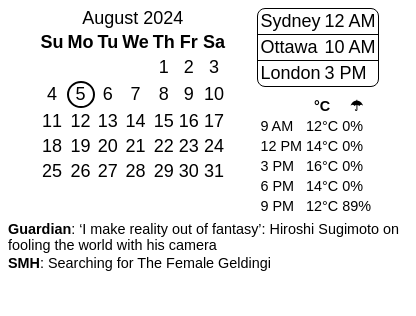 August 2024
Su Mo Tu We Th Fr Sa
1 2 3
4 5 6 7 8 9 10
11 12 13 14 15 16 17
18 19 20 21 22 23 24
25 26 27 28 29 30 31
Sydney 12 AM
Ottawa 10 AM
London 3 PM
°C ☂
9 AM 12°C 0%
12 PM 14°C 0%
3 PM 16°C 0%
6 PM 14°C 0%
9 PM 12°C 89%
Guardian: ‘I make reality out of fantasy’: Hiroshi Sugimoto on
fooling the world with his camera
SMH: Searching for The Female Geldingi